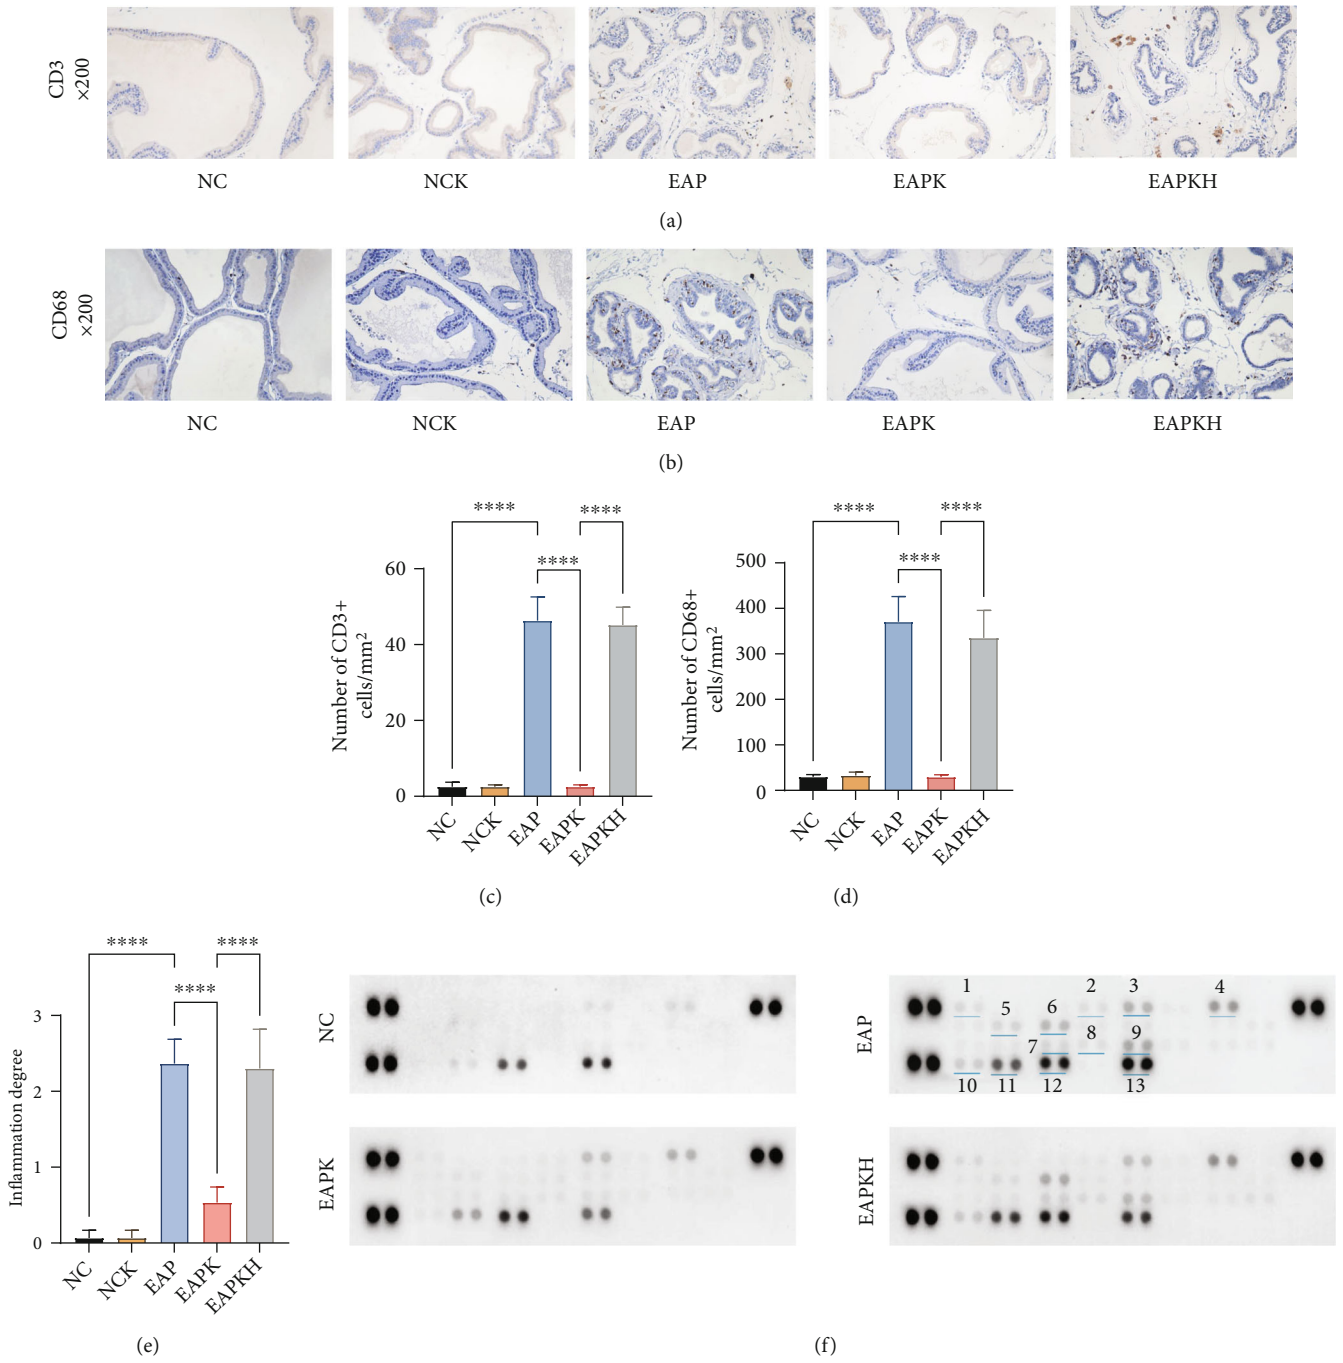 CD3
×200
NC
NCK
EAP
EAPK
EAPKH
(a)
CD68
×200
NC
NCK
EAP
EAPK
EAPKH
(b)
****
****
****
Number of CD3+
cells/mm²
60
40
20
0
NC
NCK
EAP
EAPK
EAPKH
(c)
****
****
****
Number of CD68+
cells/mm²
500
400
300
200
100
0
NC
NCK
EAP
EAPK
EAPKH
(d)
****
****
****
Inflammation degree
3
2
1
0
NC
NCK
EAP
EAPK
EAPKH
(e)
NC
EAP
1
2
3
4
5
6
7
8
9
10
11
12
13
EAPK
EAPKH
(f)